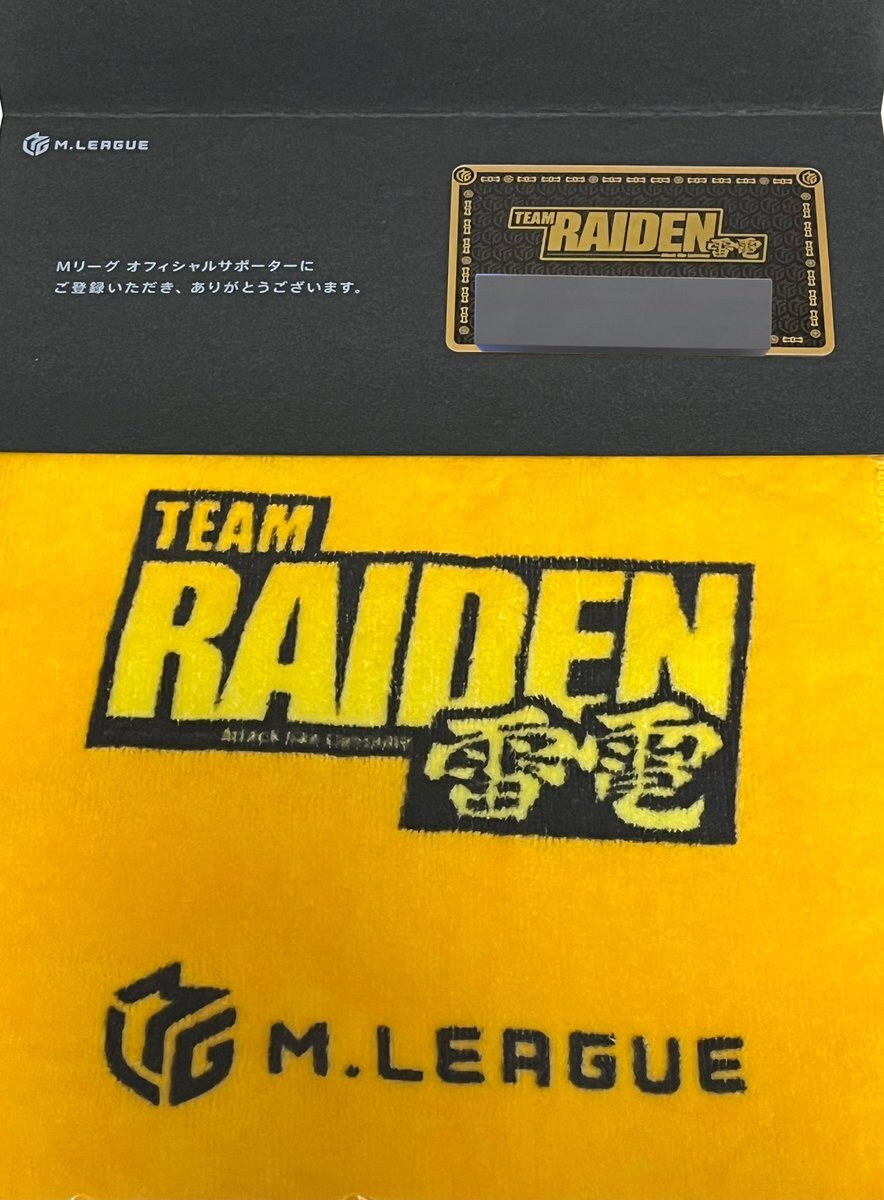 M.LEAGUE
Mリーグ オフィシャルサポーターに
ご登録いただき、ありがとうございます。
TEAM
RAIDEN
雷電
TEAM
RAIDEN
雷電
M.LEAGUE